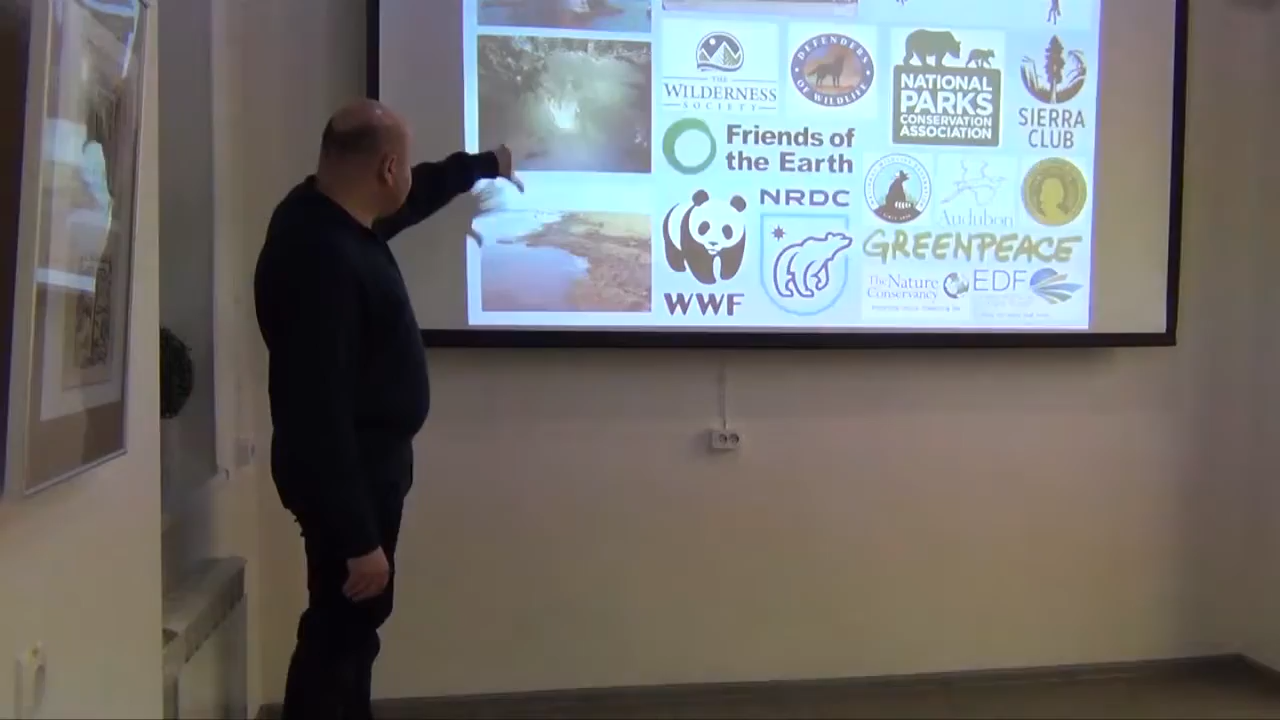 THE
WILDERNESS
SOCIETY
DEFENDERS
OF WILDLIFE
NATIONAL
PARKS
CONSERVATION
ASSOCIATION
SIERRA
CLUB
Friends of
the Earth
NRDC
WWF
Audubon
GREENPEACE
The Nature
Conservancy
EDF